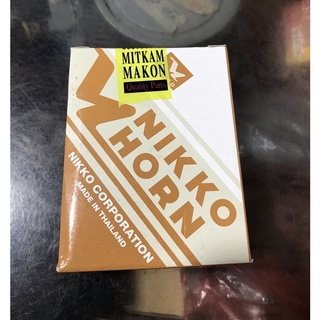 MITKAM
MAKON
Quality Parts
NIKKO
HORN
NIKKO CORPORATION
MADE IN THAILAND